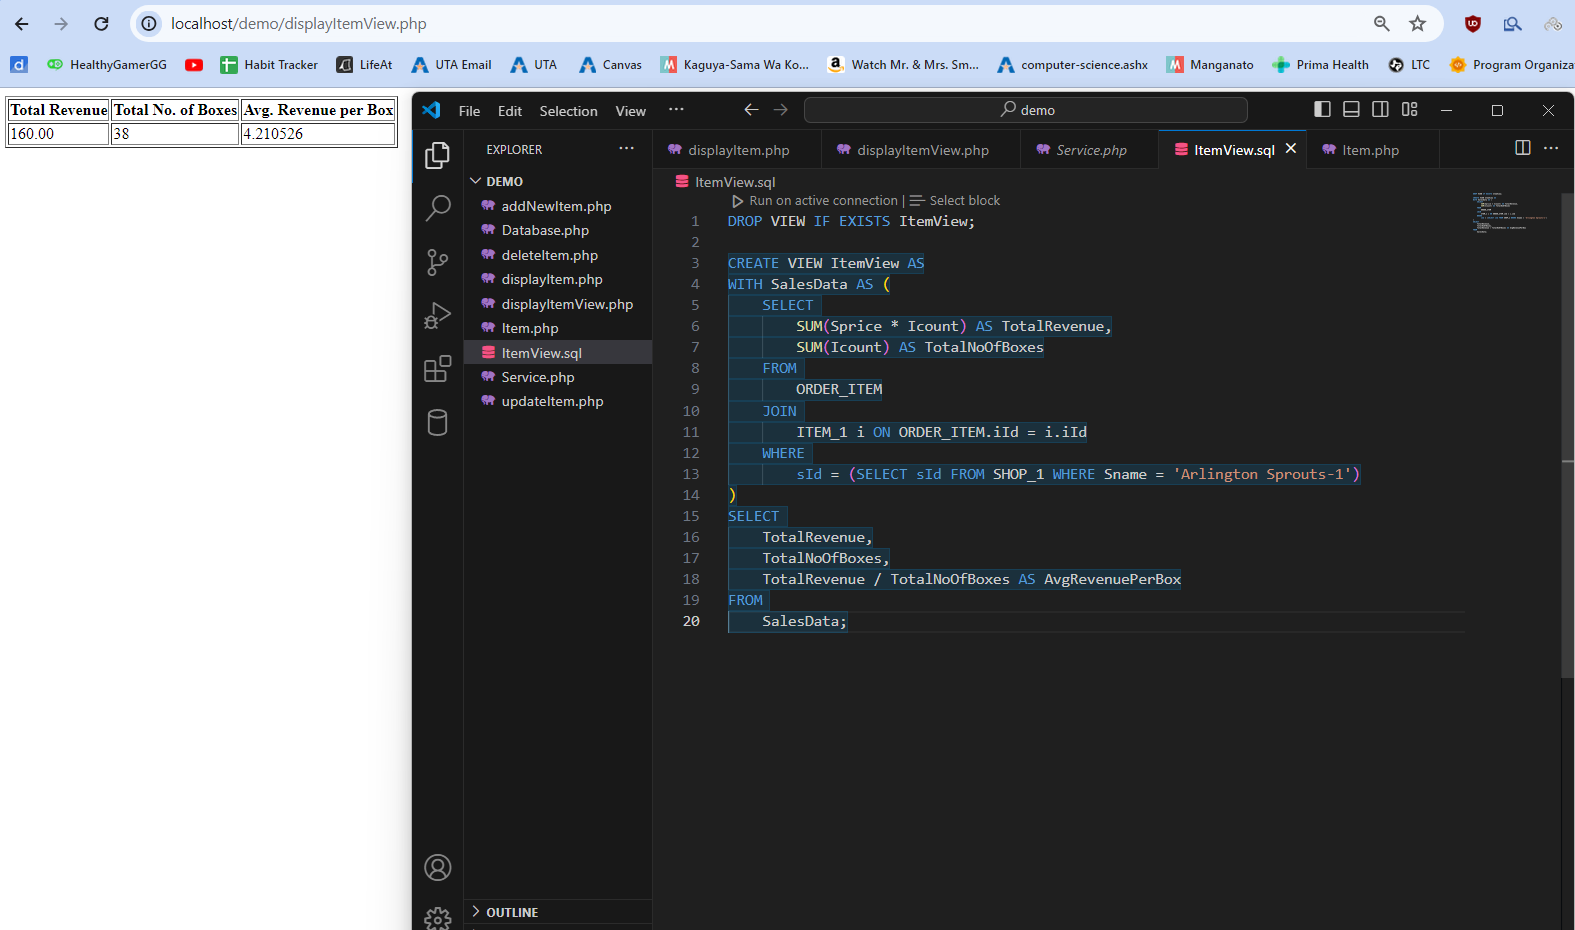 localhost/demo/displayItemView.php
HealthyGamerGG Habit Tracker LifeAt UTA Email UTA Canvas Kaguya-Sama Wa Ko... Watch Mr. & Mrs. Sm... computer-science.ashx Manganato Prima Health LTC Program Organiza
Total Revenue Total No. of Boxes Avg. Revenue per Box
160.00 38 4.210526
File Edit Selection View ... demo
EXPLORER ...
displayItem.php displayItemView.php Service.php ItemView.sql Item.php ...
DEMO
addNewItem.php
Database.php
deleteItem.php
displayItem.php
displayItemView.php
Item.php
ItemView.sql
Service.php
updateItem.php
OUTLINE
ItemView.sql
Run on active connection | Select block
1 DROP VIEW IF EXISTS ItemView;
2
3 CREATE VIEW ItemView AS
4 WITH SalesData AS (
5 SELECT
6 SUM(Sprice * Icount) AS TotalRevenue,
7 SUM(Icount) AS TotalNoOfBoxes
8 FROM
9 ORDER_ITEM
10 JOIN
11 ITEM_1 i ON ORDER_ITEM.iId = i.iId
12 WHERE
13 sId = (SELECT sId FROM SHOP_1 WHERE Sname = 'Arlington Sprouts-1')
14 )
15 SELECT
16 TotalRevenue,
17 TotalNoOfBoxes,
18 TotalRevenue / TotalNoOfBoxes AS AvgRevenuePerBox
19 FROM
20 SalesData;